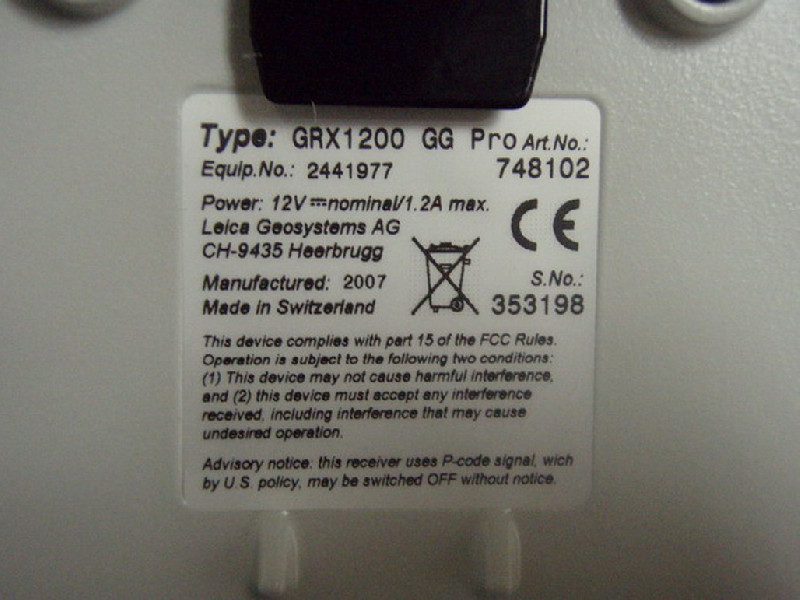 Type: GRX1200 GG Pro Art.No.:
Equip.No.: 2441977 748102
Power: 12V⎓nominal/1.2A max.
Leica Geosystems AG
CH-9435 Heerbrugg
CE
Manufactured: 2007 S.No.:
Made in Switzerland 353198
This device complies with part 15 of the FCC Rules.
Operation is subject to the following two conditions:
(1) This device may not cause harmful interference,
and (2) this device must accept any interference
received, including interference that may cause
undesired operation.
Advisory notice: this receiver uses P-code signal, wich
by U.S. policy, may be switched OFF without notice.